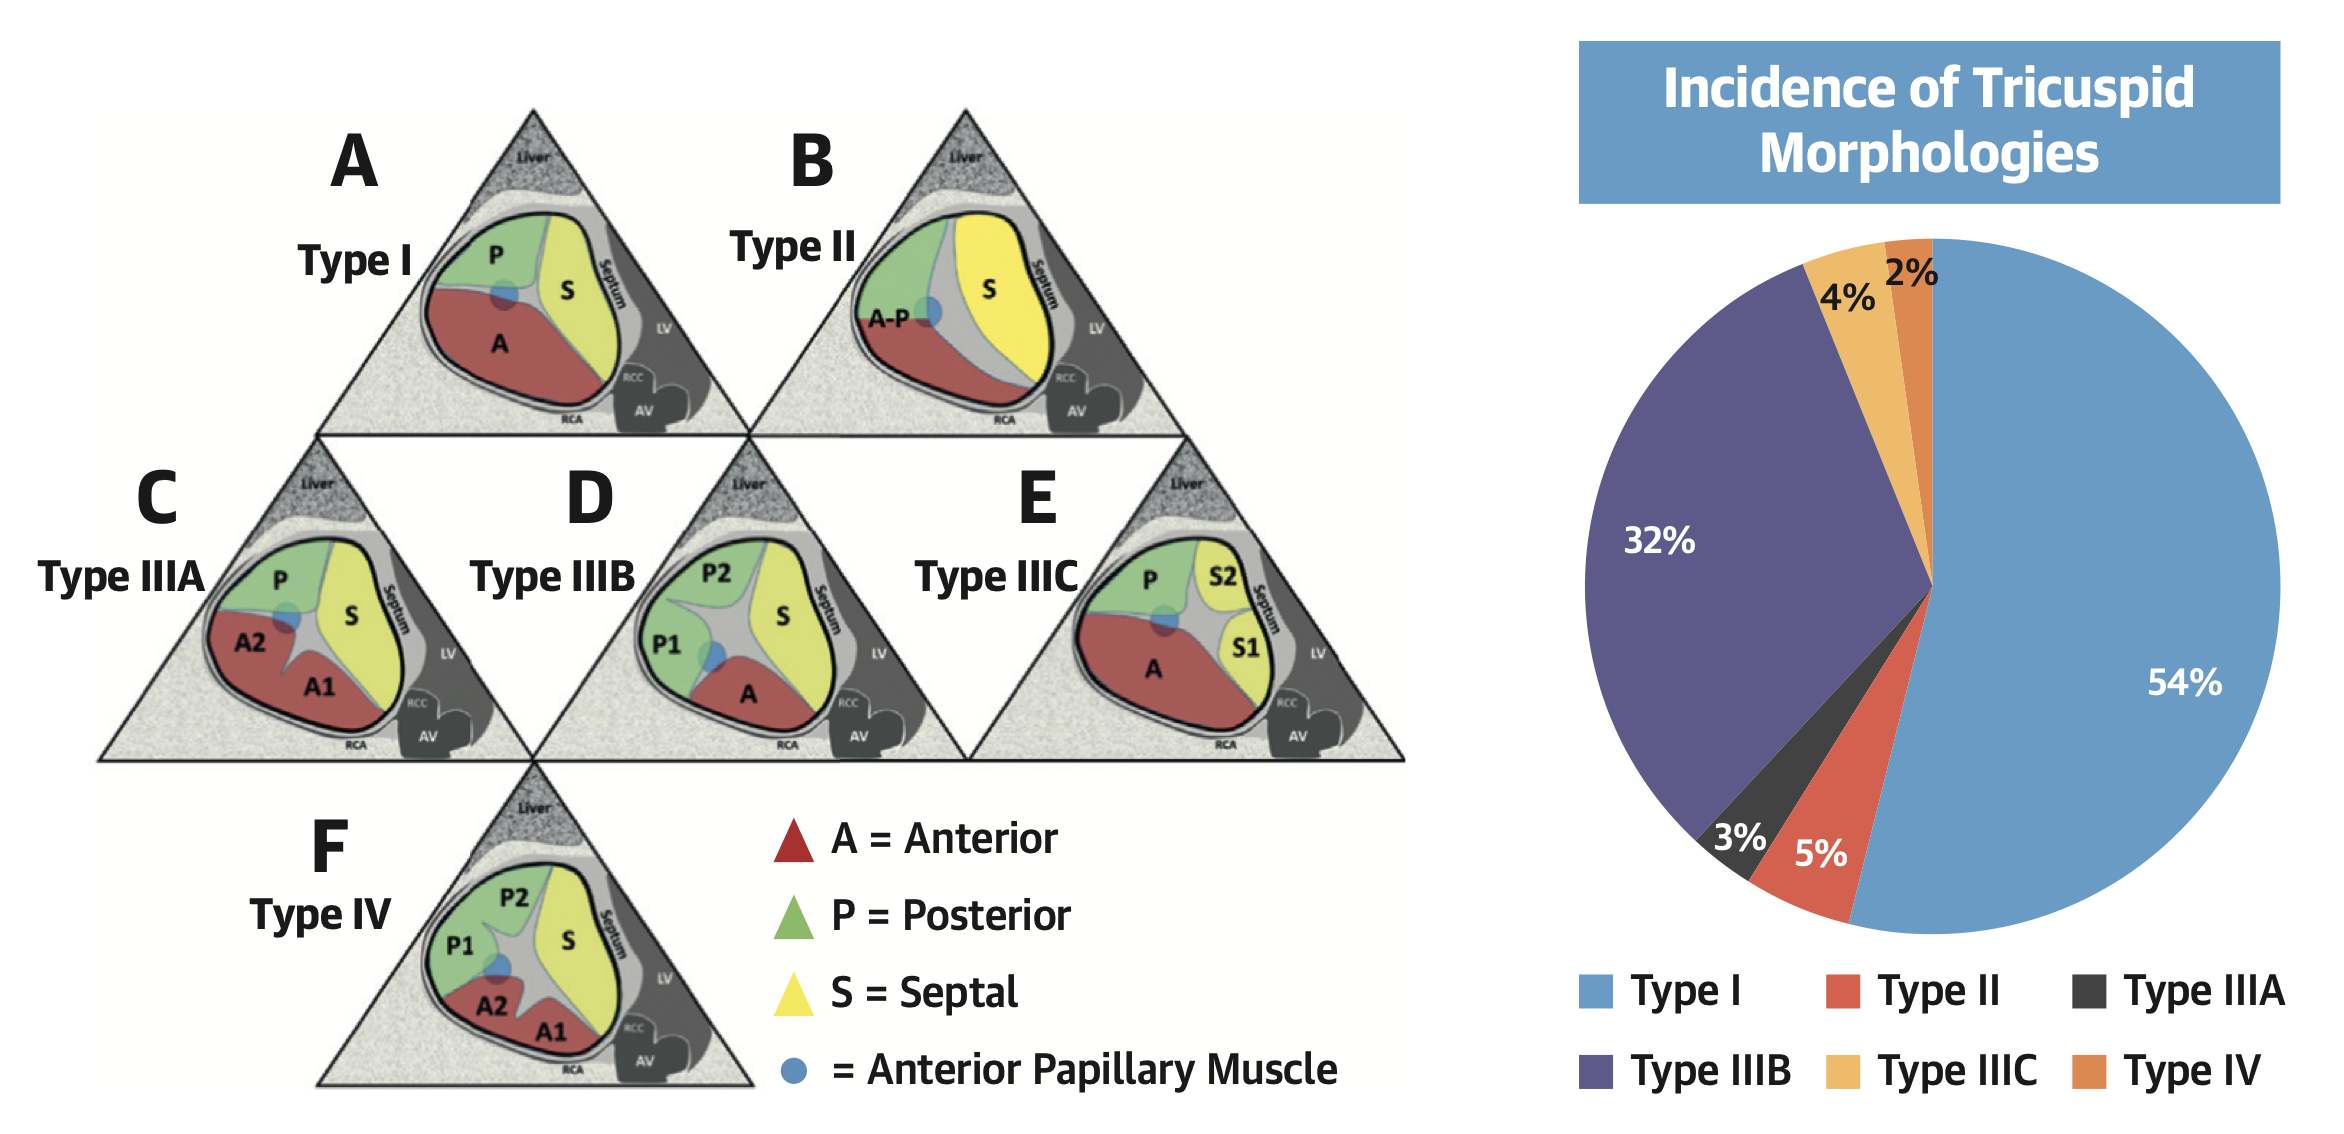 A
Type I
Liver
P
S
A
Septum
LV
RCC
AV
RCA
B
Type II
Liver
A-P
S
Septum
LV
RCC
AV
RCA
C
Type IIIA
Liver
P
S
A2
A1
Septum
LV
RCC
AV
RCA
D
Type IIIB
Liver
P2
S
P1
A
Septum
LV
RCC
AV
RCA
E
Type IIIC
Liver
P
S2
S1
A
Septum
LV
RCC
AV
RCA
F
Type IV
Liver
P2
P1
S
A2
A1
Septum
LV
RCC
AV
RCA
A = Anterior
P = Posterior
S = Septal
= Anterior Papillary Muscle
Incidence of Tricuspid
Morphologies
2%
4%
32%
54%
3%
5%
Type I
Type II
Type IIIA
Type IIIB
Type IIIC
Type IV